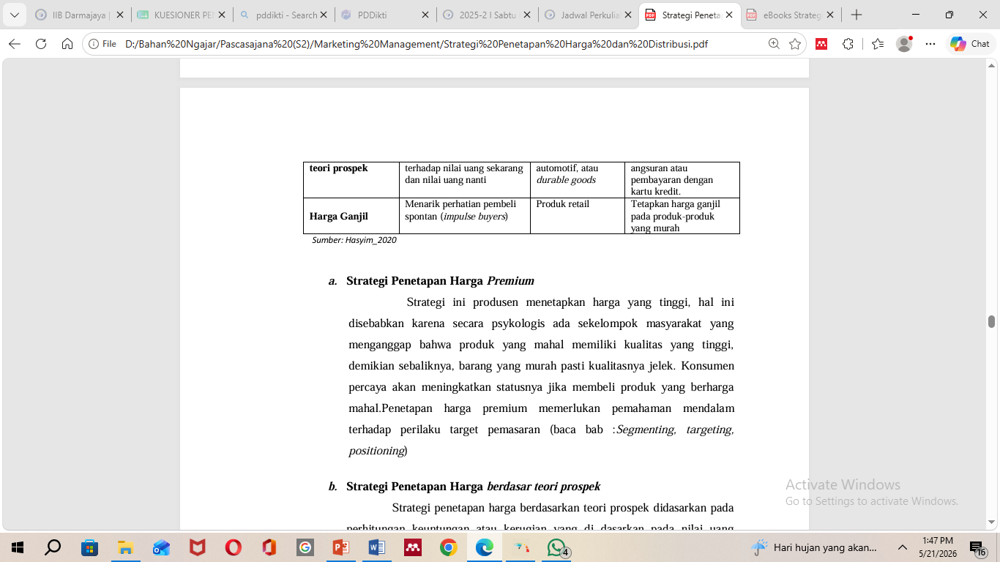 IIB Darmajaya |
KUESIONER PEN
pddikti - Search
PDDikti
2025-2 I Sabtu
Jadwal Perkulia
Strategi Peneta
eBooks Strateg
File
D:/Bahan%20Ngajar/Pascasajana%20(S2)/Marketing%20Management/Strategi%20Penetapan%20Harga%20dan%20Distribusi.pdf
Chat
teori prospek
terhadap nilai uang sekarang
dan nilai uang nanti
automotif, atau
durable goods
angsuran atau
pembayaran dengan
kartu kredit.
Harga Ganjil
Menarik perhatian pembeli
spontan (impulse buyers)
Produk retail
Tetapkan harga ganjil
pada produk-produk
yang murah
Sumber: Hasyim_2020
a. Strategi Penetapan Harga Premium
Strategi ini produsen menetapkan harga yang tinggi, hal ini
disebabkan karena secara psykologis ada sekelompok masyarakat yang
menganggap bahwa produk yang mahal memiliki kualitas yang tinggi,
demikian sebaliknya, barang yang murah pasti kualitasnya jelek. Konsumen
percaya akan meningkatkan statusnya jika membeli produk yang berharga
mahal.Penetapan harga premium memerlukan pemahaman mendalam
terhadap perilaku target pemasaran (baca bab :Segmenting, targeting,
positioning)
b. Strategi Penetapan Harga berdasar teori prospek
Strategi penetapan harga berdasarkan teori prospek didasarkan pada
perhitungan keuntungan atau kerugian yang di dasarkan pada nilai uang
Activate Windows
Go to Settings to activate Windows.
Hari hujan yang akan...
1:47 PM
5/21/2026
4
16